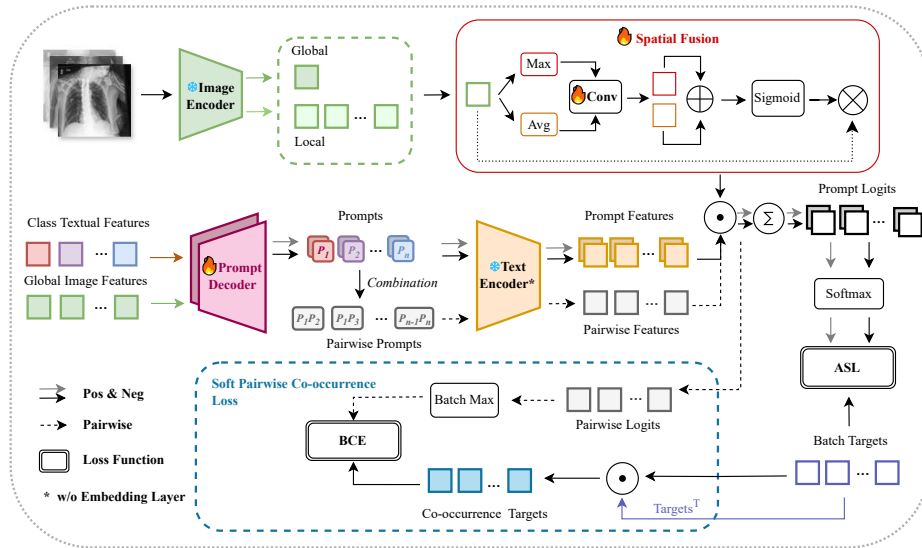 Global
Local
Image
Encoder
Spatial Fusion
Max
Avg
Conv
Sigmoid
Class Textual Features
Global Image Features
Prompt
Decoder
Prompts
P1
P2
...
Pn
Combination
P1P2
P1P3
...
Pn-1Pn
Pairwise Prompts
Text
Encoder*
Prompt Features
Pairwise Features
Σ
Prompt Logits
Softmax
ASL
Batch Targets
Soft Pairwise Co-occurrence
Loss
Batch Max
Pairwise Logits
BCE
Co-occurrence Targets
Targets^T
Pos & Neg
Pairwise
Loss Function
* w/o Embedding Layer